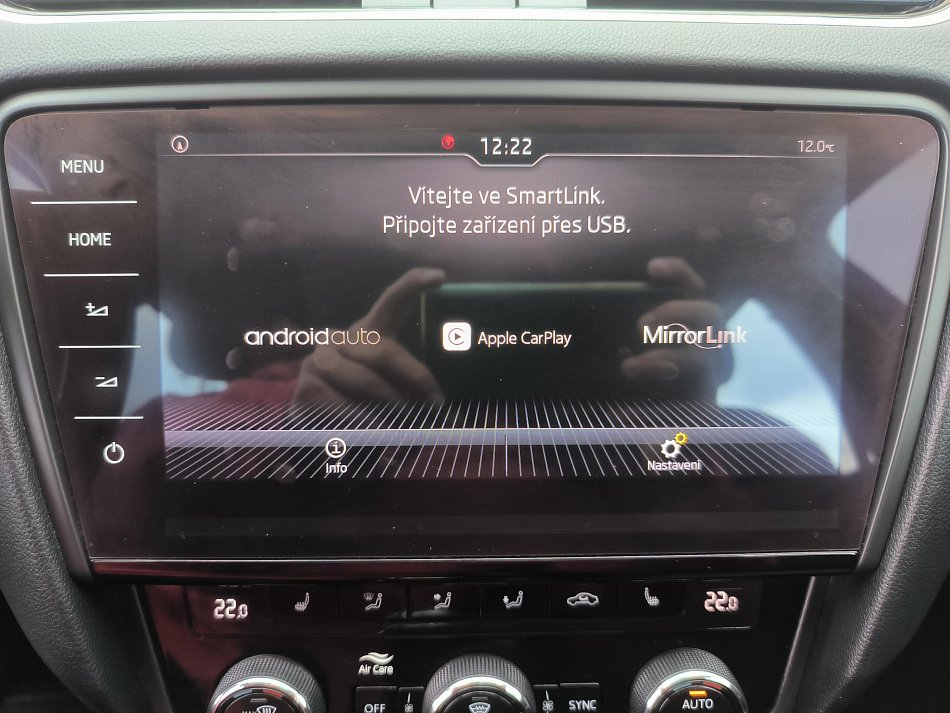 12:22
12.0°C
MENU
Vítejte ve SmartLink.
Připojte zařízení přes USB.
HOME
androidauto
Apple CarPlay
MirrorLink
Info
Nastavení
22.0
22.0
Air Care
OFF
SYNC
AUTO